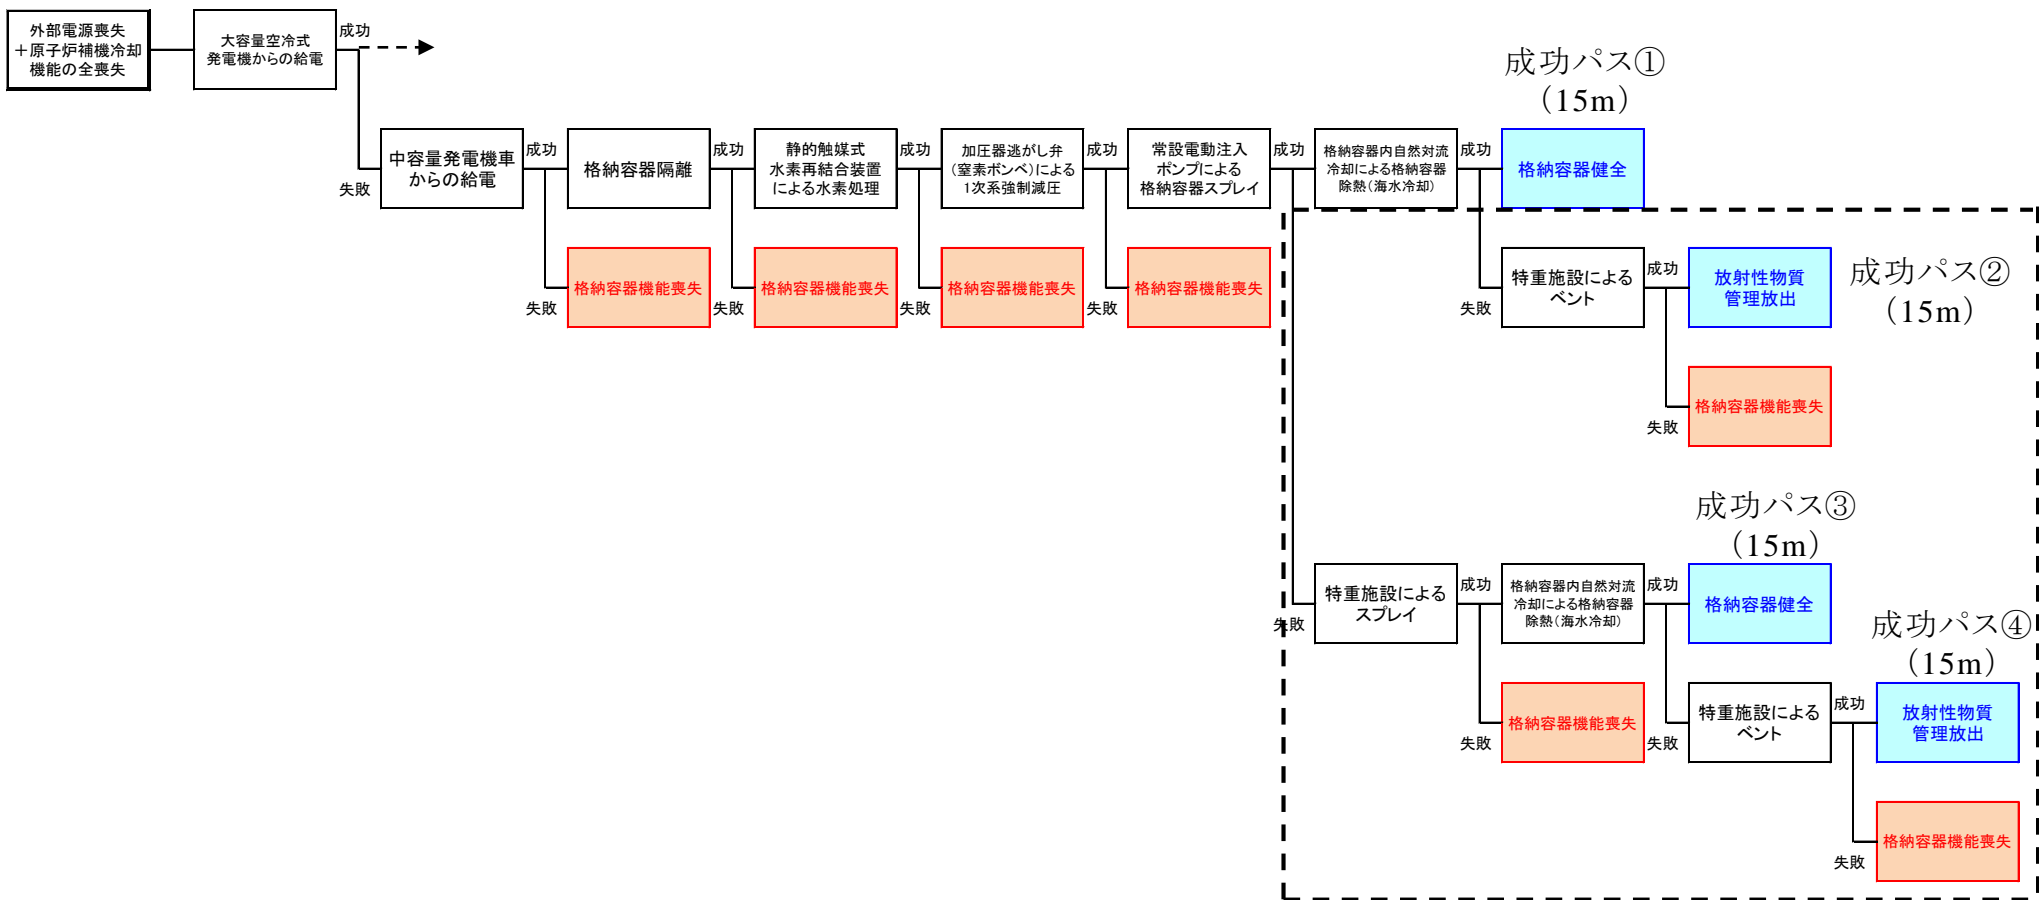 外部電源喪失
＋原子炉補機冷却
機能の全喪失
大容量空冷式
発電機からの給電
成功
失敗
中容量発電機車
からの給電
成功
失敗
格納容器機能喪失
格納容器隔離
成功
失敗
格納容器機能喪失
静的触媒式
水素再結合装置
による水素処理
成功
失敗
格納容器機能喪失
加圧器逃がし弁
（窒素ボンベ）による
1次系強制減圧
成功
失敗
格納容器機能喪失
常設電動注入
ポンプによる
格納容器スプレイ
成功
失敗
格納容器内自然対流
冷却による格納容器
除熱（海水冷却）
成功
失敗
成功パス①
（15m）
格納容器健全
特重施設による
ベント
成功
失敗
放射性物質
管理放出
成功パス②
（15m）
格納容器機能喪失
特重施設による
スプレイ
成功
失敗
格納容器機能喪失
格納容器内自然対流
冷却による格納容器
除熱（海水冷却）
成功
失敗
成功パス③
（15m）
格納容器健全
特重施設による
ベント
成功
失敗
成功パス④
（15m）
放射性物質
管理放出
格納容器機能喪失